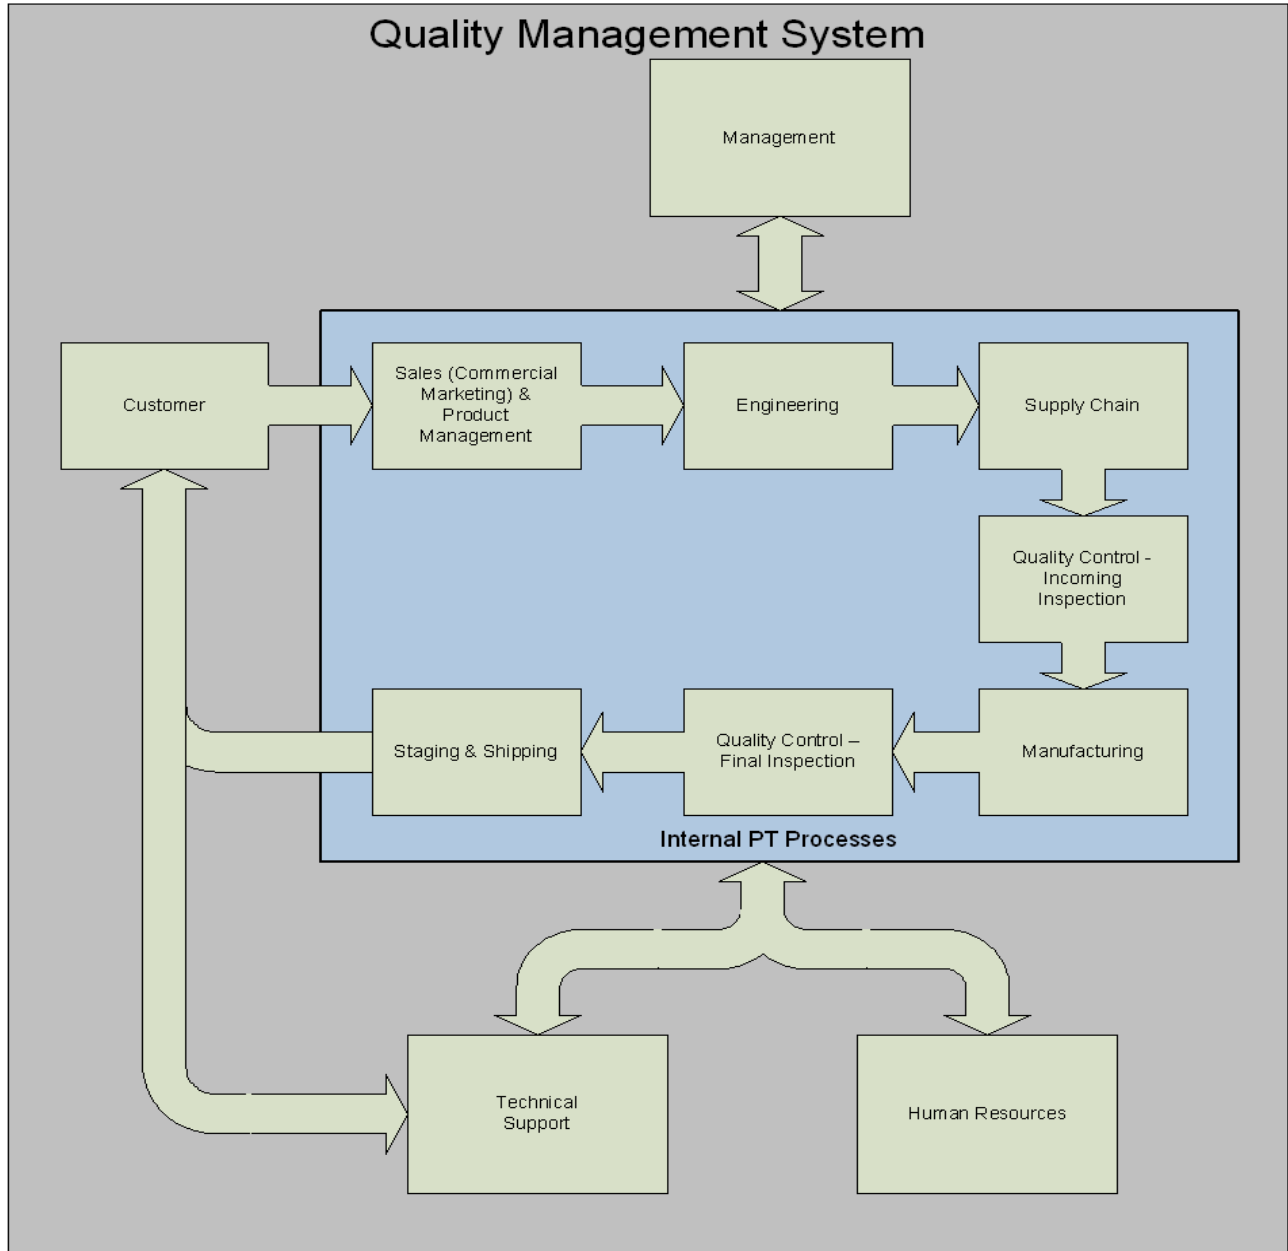 Quality Management System
Management
Customer
Sales (Commercial
Marketing) &
Product
Management
Engineering
Supply Chain
Quality Control -
Incoming
Inspection
Staging & Shipping
Quality Control –
Final Inspection
Manufacturing
Internal PT Processes
Technical
Support
Human Resources